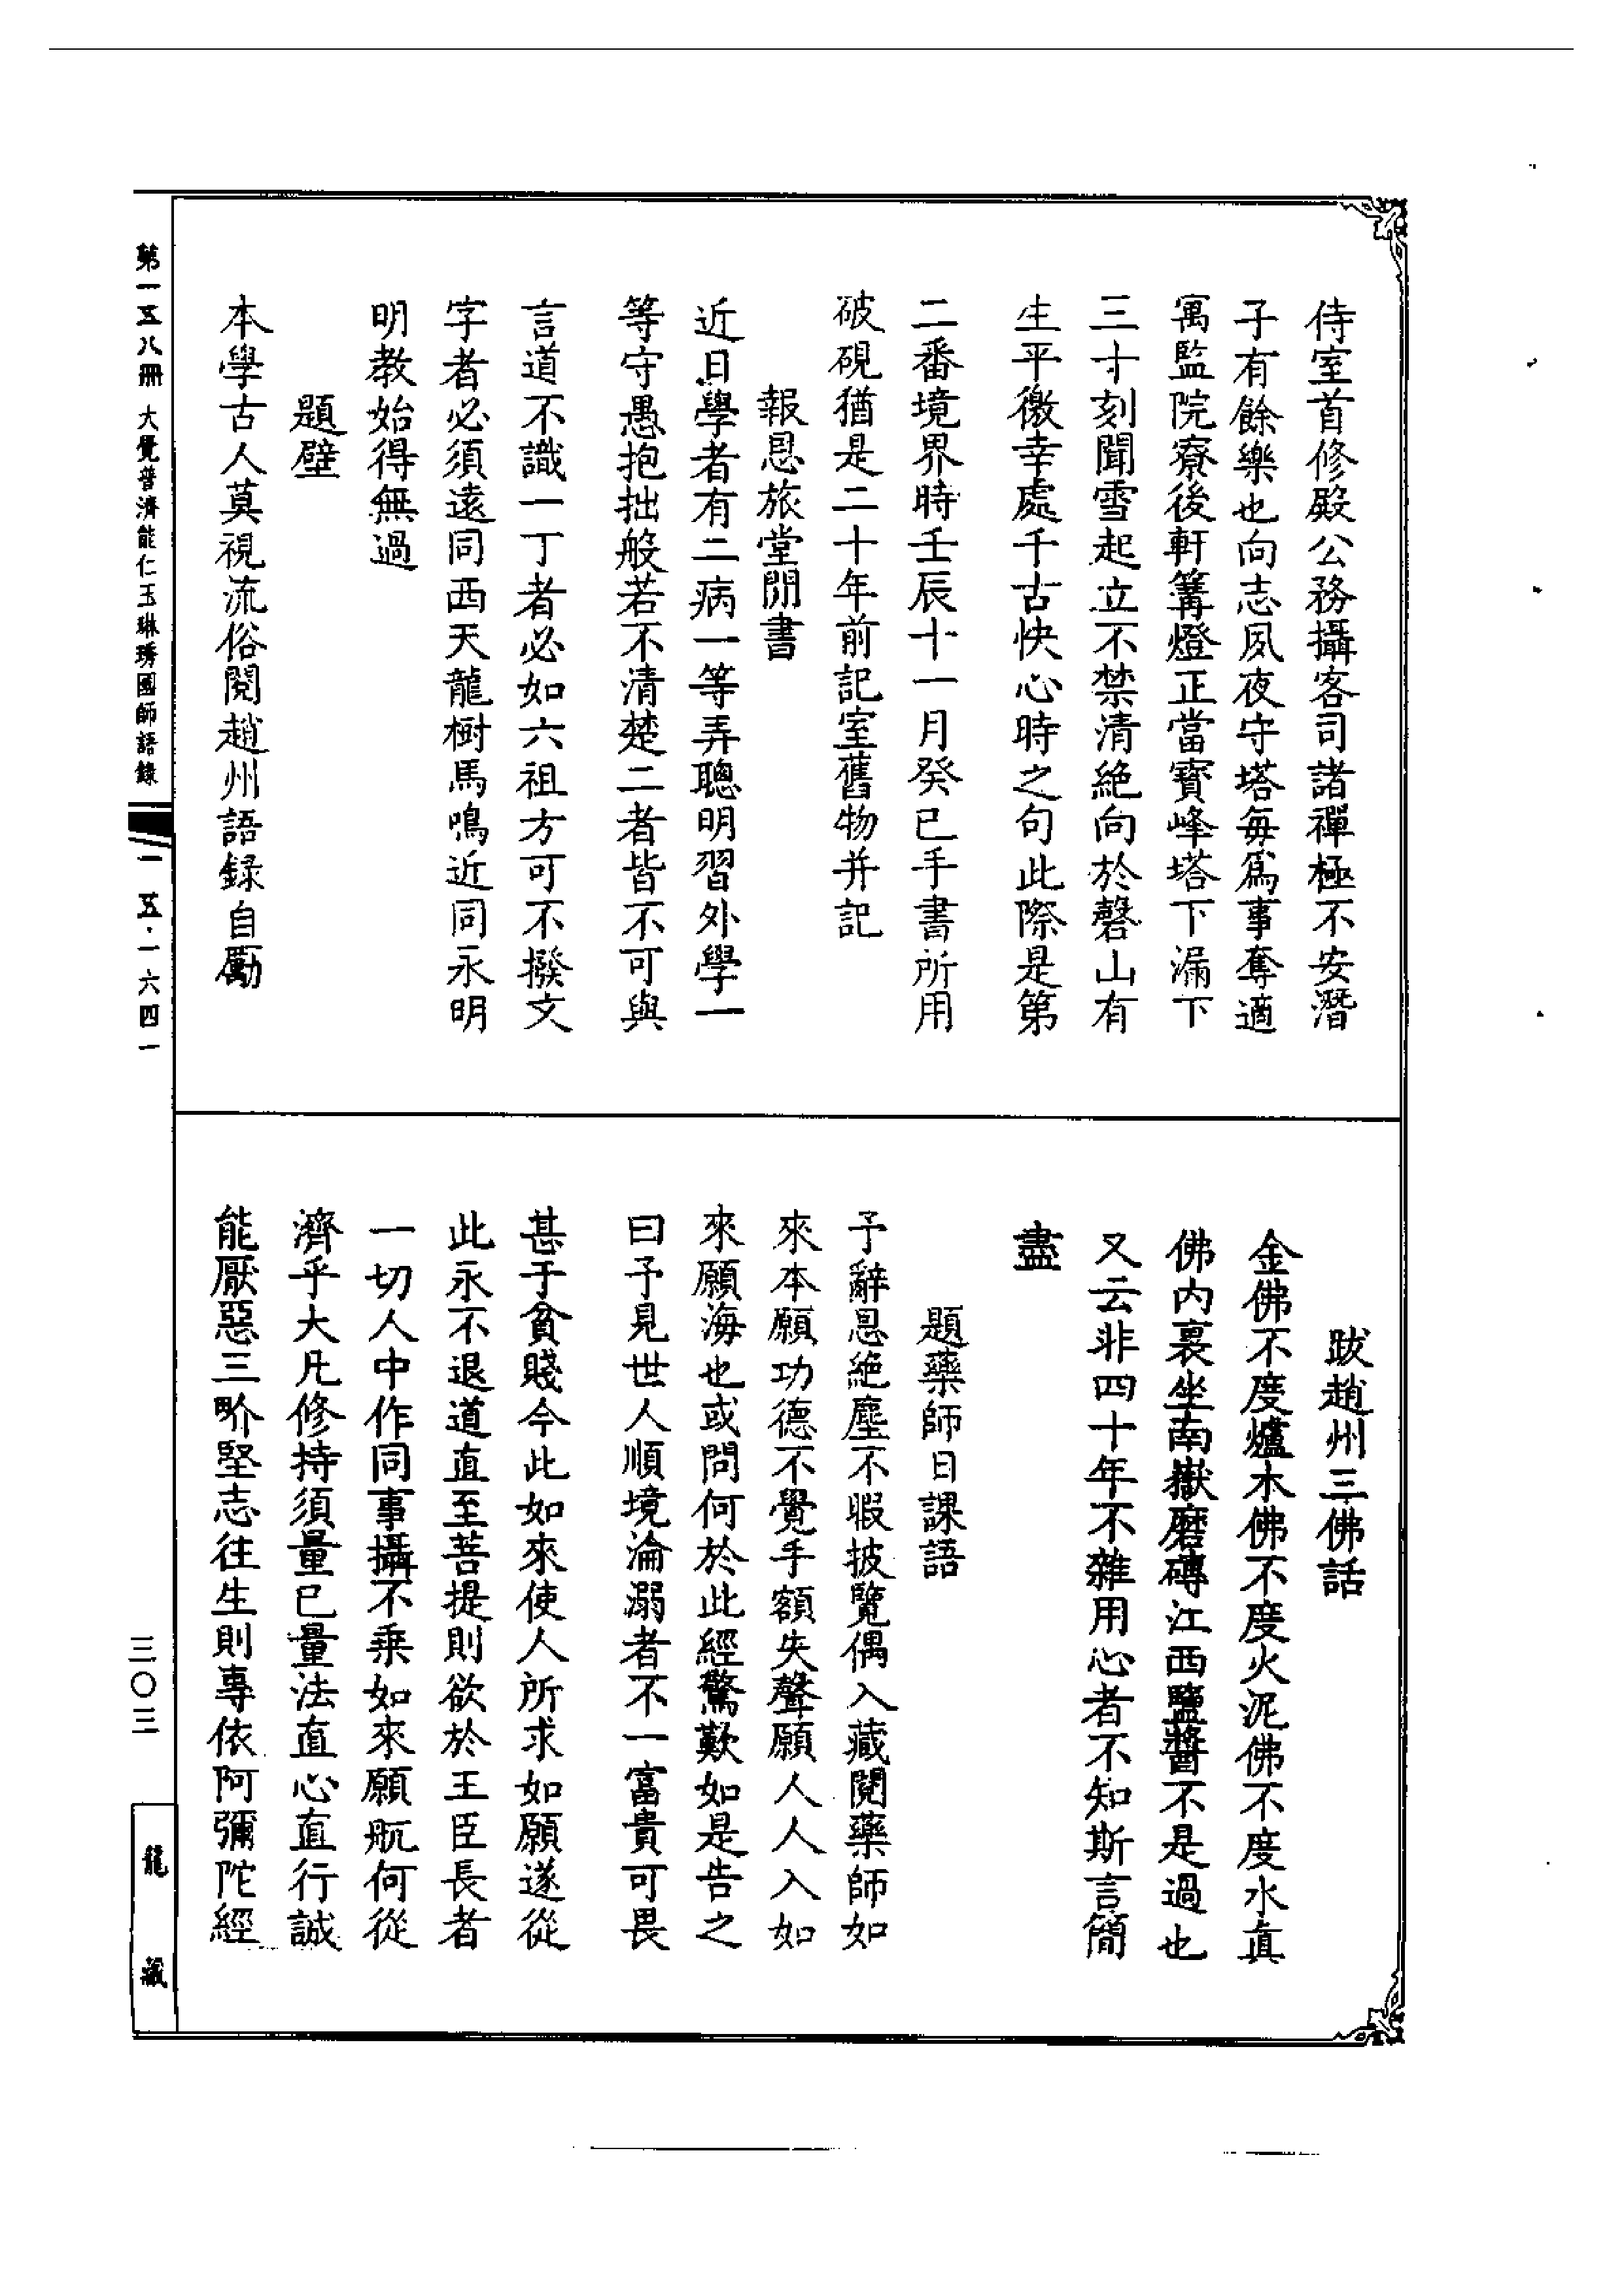 侍室首修殿公務攝客司諸禪極不安潛
子有餘樂也向志夙夜守塔每爲事奪適
寓監院寮後軒篝燈正當寶峰塔下漏下
三十刻聞雪起立不禁清絕向於磬山有
生平徼幸處千古快心時之句此際是第
二番境界時壬辰十一月癸巳手書所用
破硯猶是二十年前記室舊物并記
報恩旅堂閒書
近日學者有二病一等弄聰明習外學一
等守愚抱拙般若不清楚二者皆不可與
言道不識一丁者必如六祖方可不撥文
字者必須遠同西天龍樹馬鳴近同永明
明教始得無過
題壁
本學古人莫視流俗閱趙州語録自勵
跋趙州三佛話
金佛不度爐木佛不度火泥佛不度水真
佛內裏坐南嶽磨磚江西鹽醬不是過也
又云非四十年不雜用心者不知斯言簡
盡
題藥師日課語
予辭恩絕塵不暇披覽偶入藏閱藥師如
來本願功德不覺手額失聲願人人入如
來願海也或問何於此經驚歎如是告之
曰予見世人順境淪溺者不一富貴可畏
甚于貧賤今此如來使人所求如願遂從
此永不退道直至菩提則欲於王臣長者
一切人中作同事攝不乘如來願航何從
濟乎大凡修持須量己量法直心直行誠
能厭惡三界堅志往生則專依阿彌陀經
第一五八冊 大覺普濟能仁玉琳琇國師語錄
一五·一六四一
三〇三
龍藏